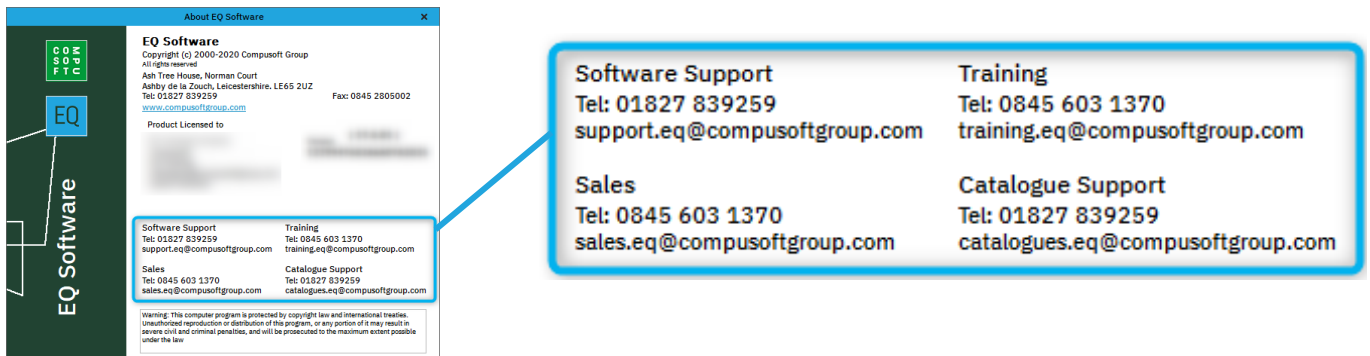 About EQ Software
×
COM
SOPU
FTC
EQ
EQ Software
EQ Software
Copyright (c) 2000-2020 Compusoft Group
All rights reserved
Ash Tree House, Norman Court
Ashby de la Zouch, Leicestershire. LE65 2UZ
Tel: 01827 839259 Fax: 0845 2805002
www.compusoftgroup.com
Product Licensed to
Software Support Training
Tel: 01827 839259 Tel: 0845 603 1370
support.eq@compusoftgroup.com training.eq@compusoftgroup.com
Sales Catalogue Support
Tel: 0845 603 1370 Tel: 01827 839259
sales.eq@compusoftgroup.com catalogues.eq@compusoftgroup.com
Warning: This computer program is protected by copyright law and international treaties.
Unauthorized reproduction or distribution of this program, or any portion of it may result in
severe civil and criminal penalties, and will be prosecuted to the maximum extent possible
under the law
Software Support Training
Tel: 01827 839259 Tel: 0845 603 1370
support.eq@compusoftgroup.com training.eq@compusoftgroup.com
Sales Catalogue Support
Tel: 0845 603 1370 Tel: 01827 839259
sales.eq@compusoftgroup.com catalogues.eq@compusoftgroup.com